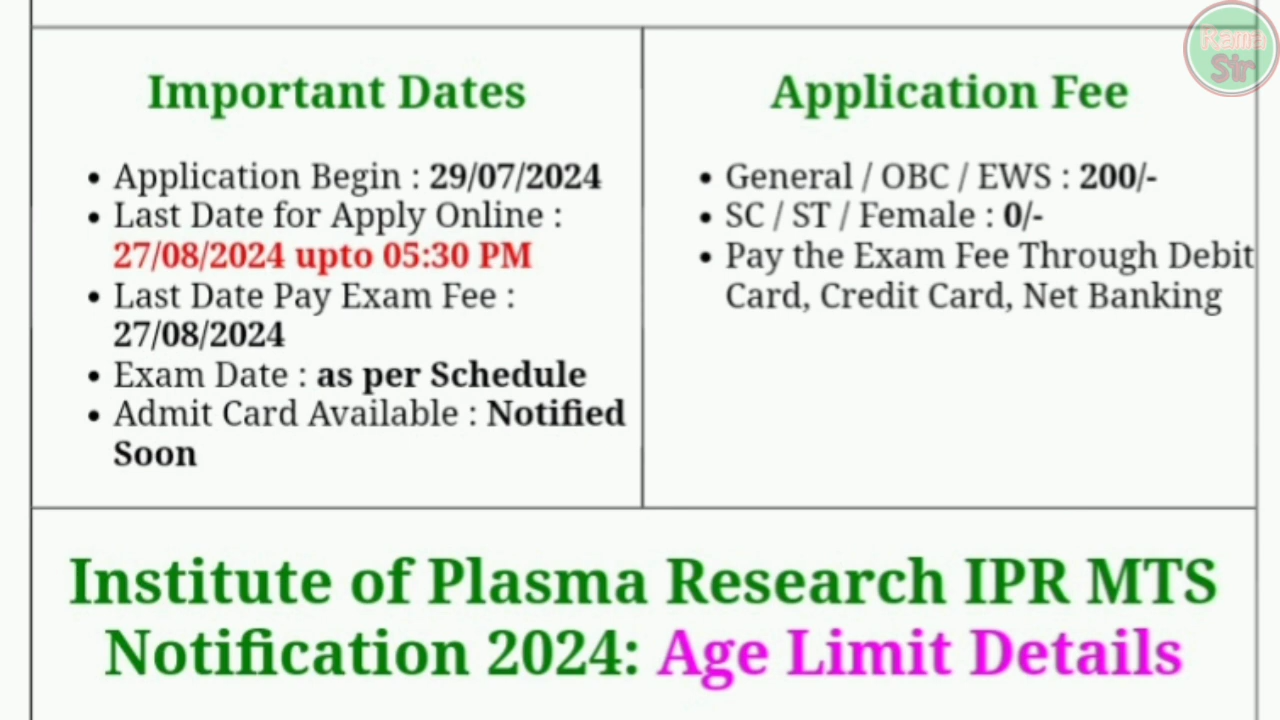 Rama
Sir
Important Dates
• Application Begin : 29/07/2024
• Last Date for Apply Online :
27/08/2024 upto 05:30 PM
• Last Date Pay Exam Fee :
27/08/2024
• Exam Date : as per Schedule
• Admit Card Available : Notified
Soon
Application Fee
• General / OBC / EWS : 200/-
• SC / ST / Female : 0/-
• Pay the Exam Fee Through Debit
Card, Credit Card, Net Banking
Institute of Plasma Research IPR MTS
Notification 2024: Age Limit Details